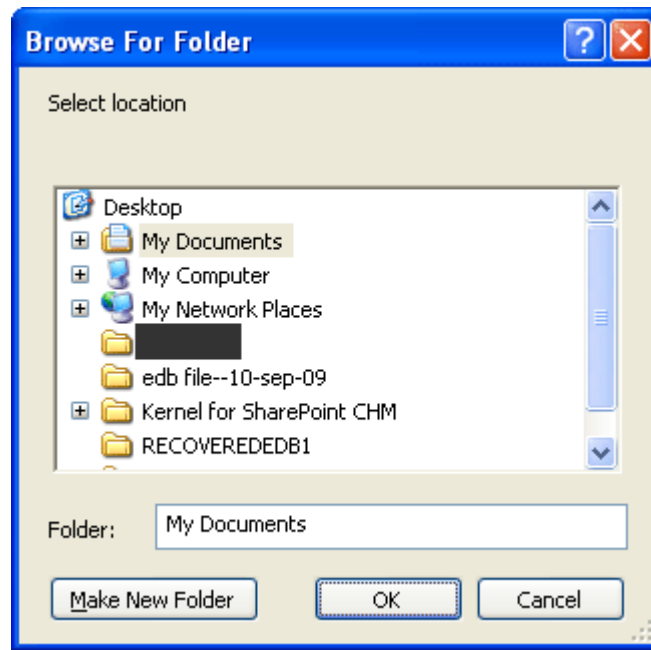 Browse For Folder
Select location
Desktop
My Documents
My Computer
My Network Places
edb file--10-sep-09
Kernel for SharePoint CHM
RECOVEREDEDB1
Folder: My Documents
Make New Folder OK Cancel